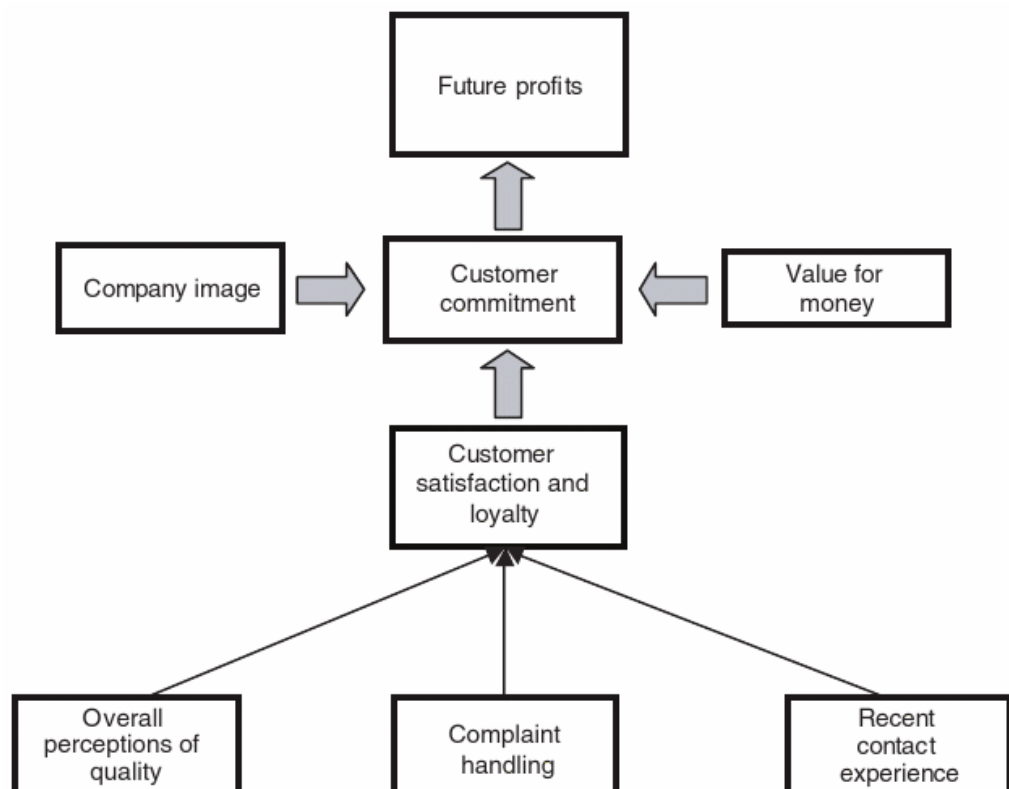 Future profits
Company image
Customer
commitment
Value for
money
Customer
satisfaction and
loyalty
Overall
perceptions of
quality
Complaint
handling
Recent
contact
experience